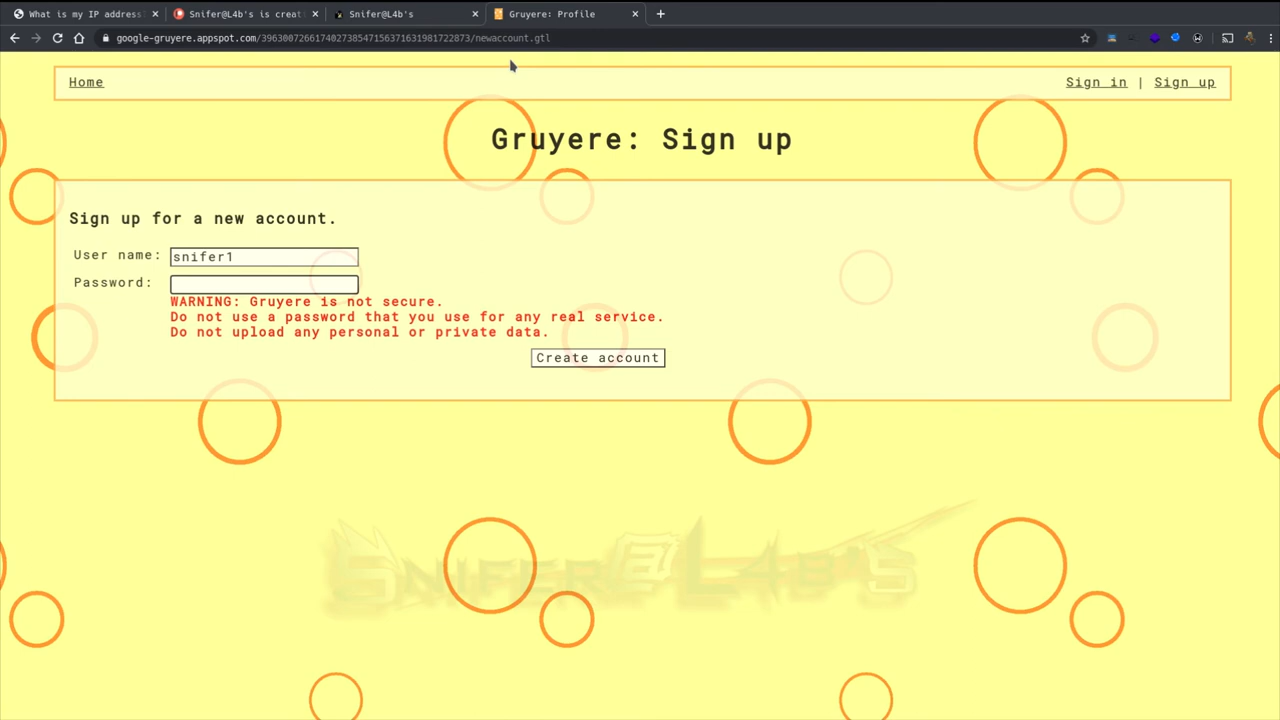 What is my IP address
Snifer@L4b's is creat
Snifer@L4b's
Gruyere: Profile
google-gruyere.appspot.com/396300726617402738547156371631981722873/newaccount.gtl
Home
Sign in | Sign up
Gruyere: Sign up
Sign up for a new account.
User name: snifer1
Password:
WARNING: Gruyere is not secure.
Do not use a password that you use for any real service.
Do not upload any personal or private data.
Create account
Snifer@L4b's